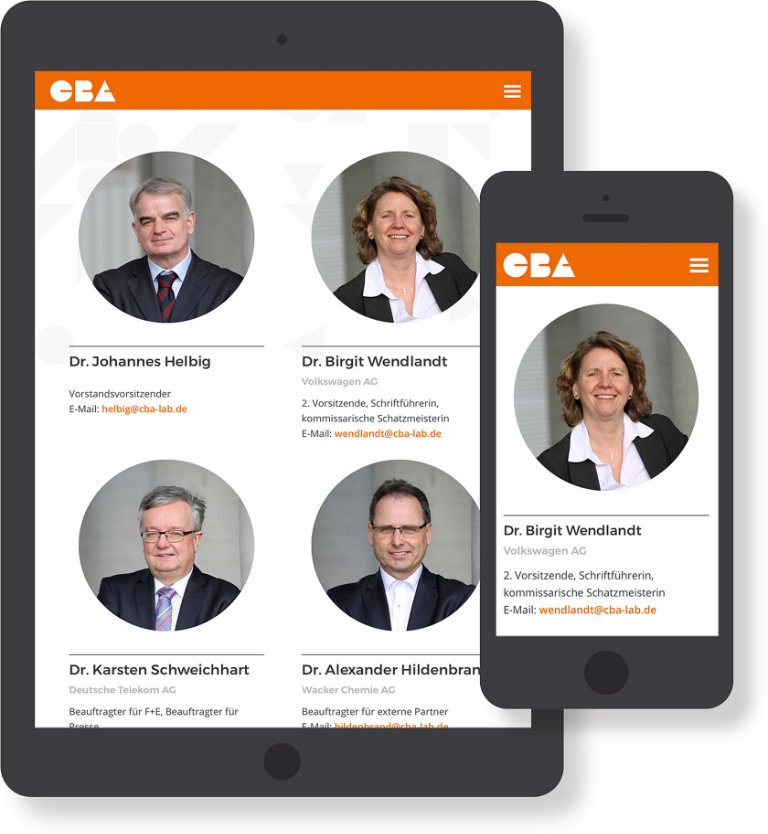 CBA
Dr. Johannes Helbig
Vorstandsvorsitzender
E-Mail: helbig@cba-lab.de
Dr. Birgit Wendlandt
Volkswagen AG
2. Vorsitzende, Schriftführerin,
kommissarische Schatzmeisterin
E-Mail: wendlandt@cba-lab.de
Dr. Karsten Schweichhart
Deutsche Telekom AG
Beauftragter für F+E, Beauftragter für
Presse
Dr. Alexander Hildenbran
Wacker Chemie AG
Beauftragter für externe Partner
E-Mail: hildenbrand@cba-lab.de
CBA
Dr. Birgit Wendlandt
Volkswagen AG
2. Vorsitzende, Schriftführerin,
kommissarische Schatzmeisterin
E-Mail: wendlandt@cba-lab.de